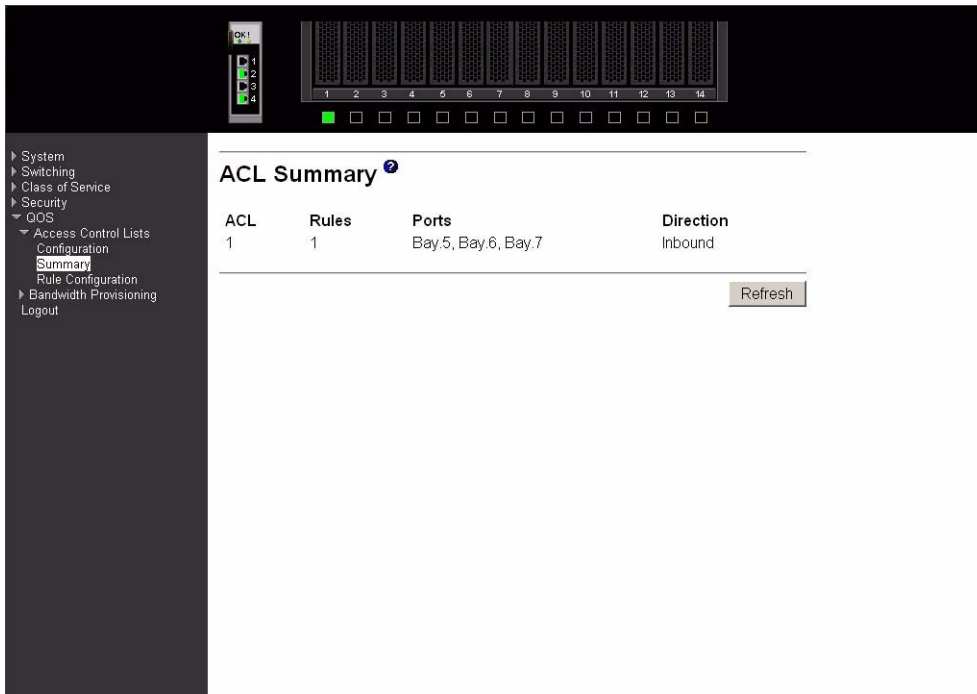 OK!
1
2
3
4
1 2 3 4 5 6 7 8 9 10 11 12 13 14
System
Switching
Class of Service
Security
QOS
Access Control Lists
Configuration
Summary
Rule Configuration
Bandwidth Provisioning
Logout
ACL Summary ?
ACL Rules Ports Direction
1 1 Bay.5, Bay.6, Bay.7 Inbound
Refresh